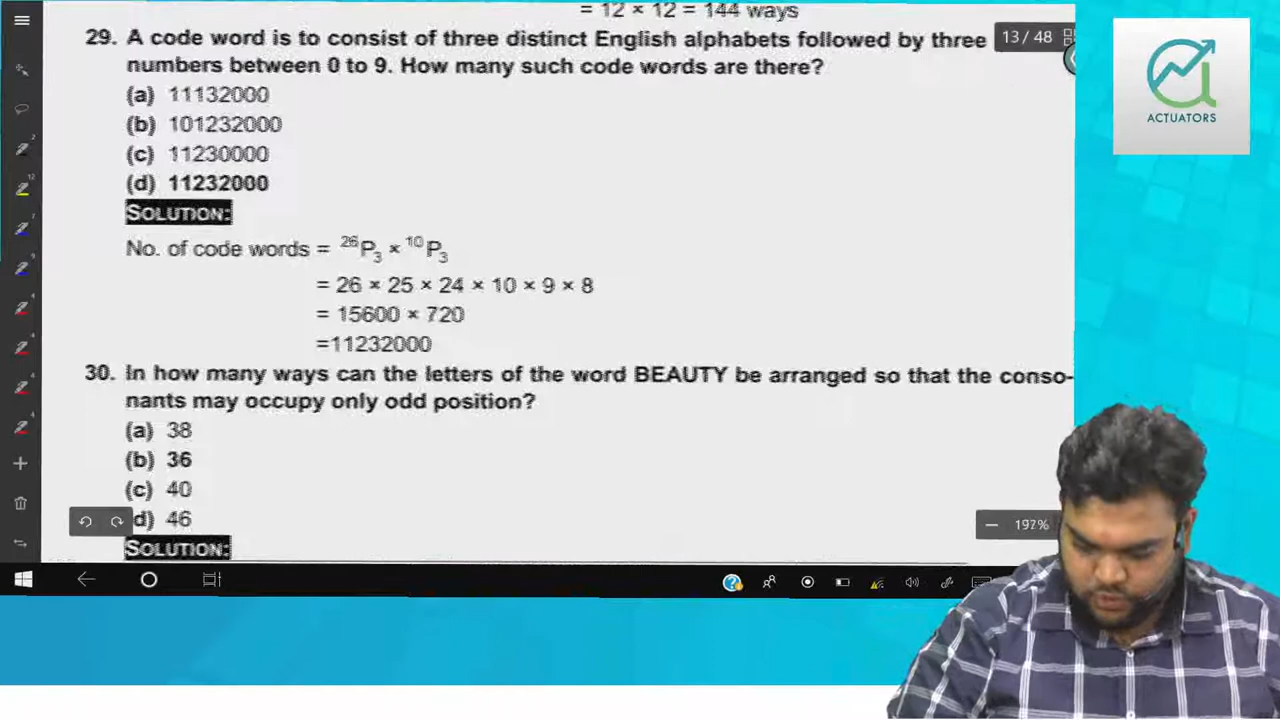 = 12 × 12 = 144 ways
29. A code word is to consist of three distinct English alphabets followed by three
numbers between 0 to 9. How many such code words are there?
(a) 11132000
(b) 101232000
(c) 11230000
(d) 11232000
SOLUTION:
No. of code words = ²⁶P₃ × ¹⁰P₃
= 26 × 25 × 24 × 10 × 9 × 8
= 15600 × 720
=11232000
30. In how many ways can the letters of the word BEAUTY be arranged so that the conso-
nants may occupy only odd position?
(a) 38
(b) 36
(c) 40
d) 46
SOLUTION:
13 / 48
197%
ACTUATORS